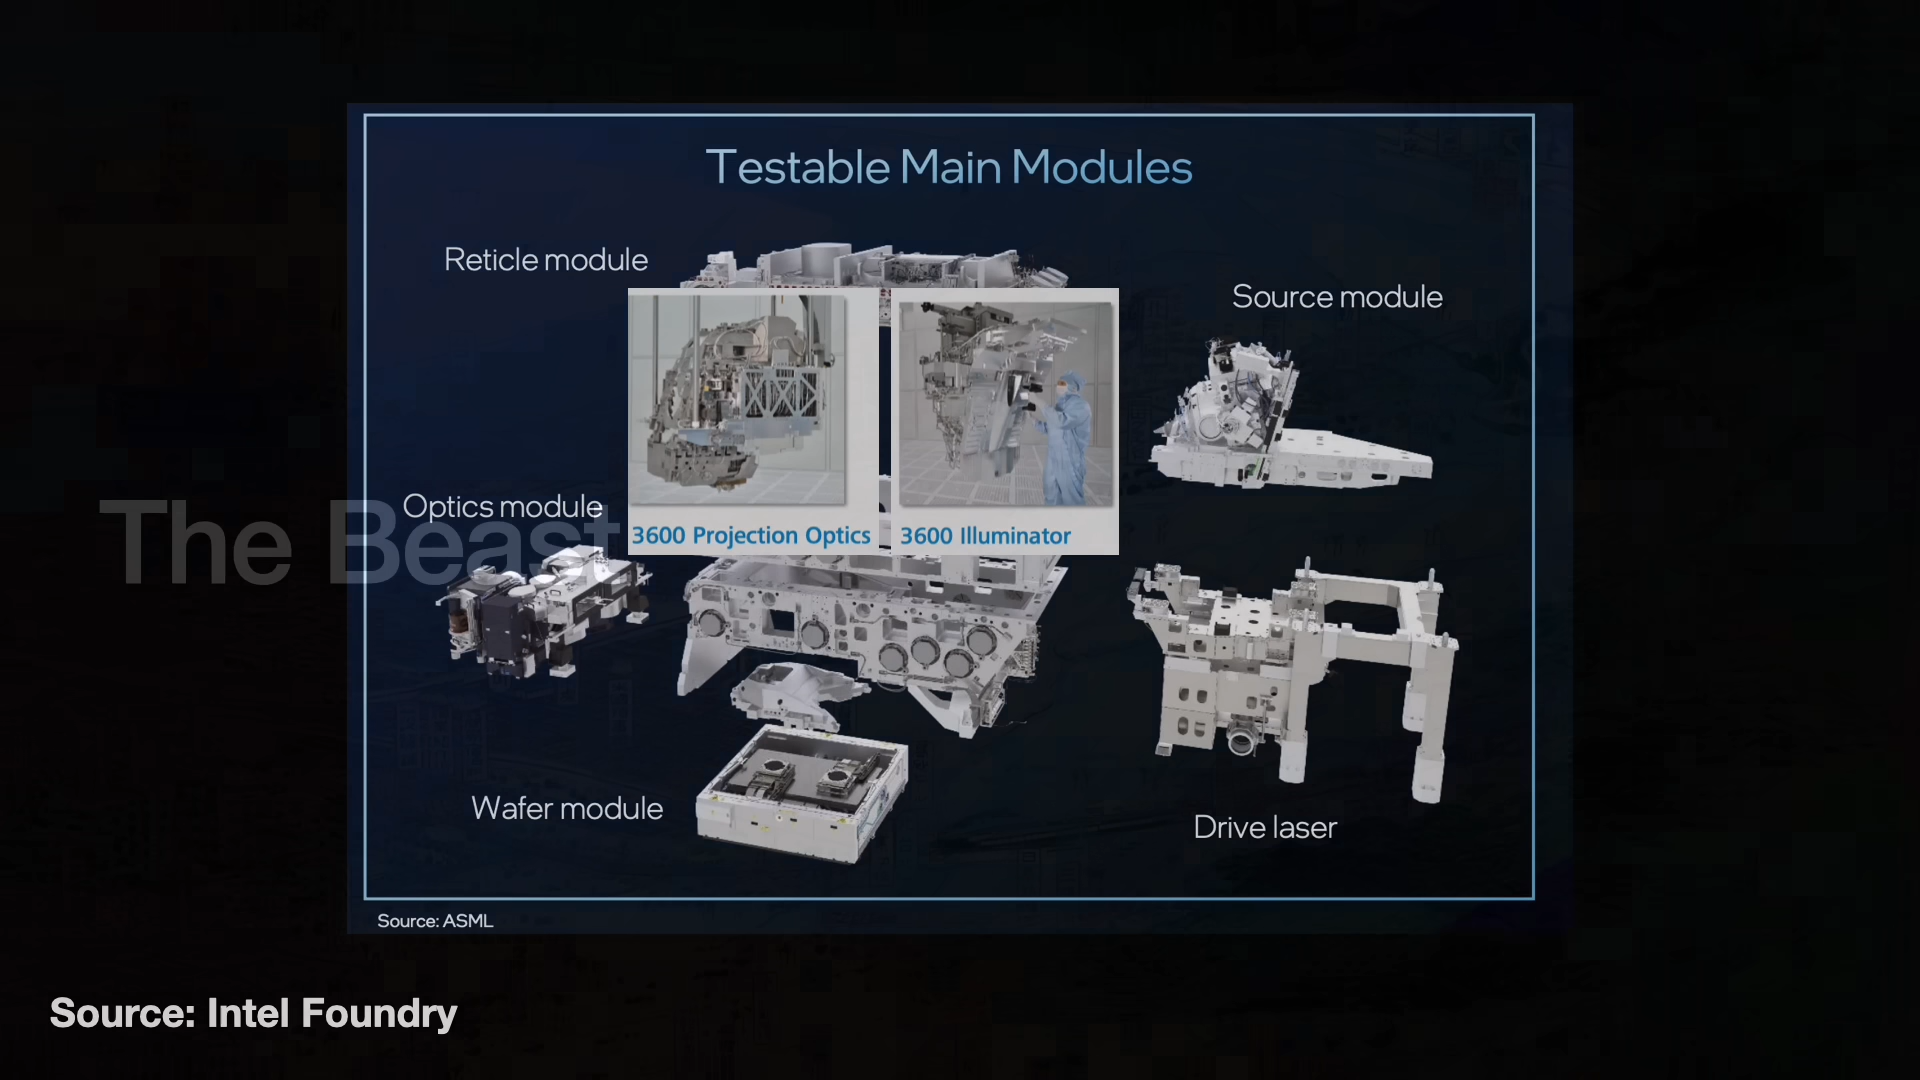 Testable Main Modules
Reticle module
Source module
Optics module
The Beast
3600 Projection Optics
3600 Illuminator
Wafer module
Drive laser
Source: ASML
Source: Intel Foundry